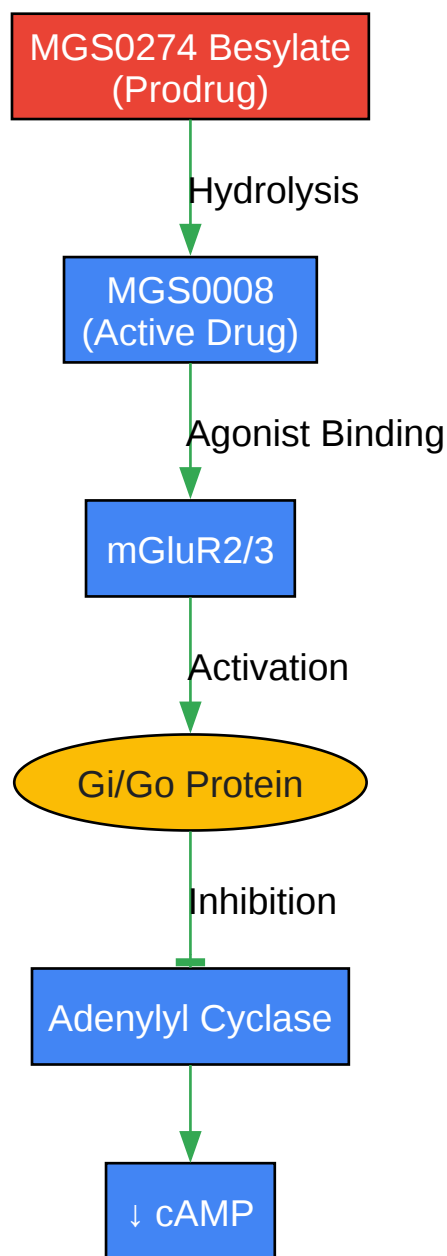 MGS0274 Besylate
(Prodrug)
Hydrolysis
MGS0008
(Active Drug)
Agonist Binding
mGluR2/3
Activation
Gi/Go Protein
Inhibition
Adenylyl Cyclase
↓ cAMP